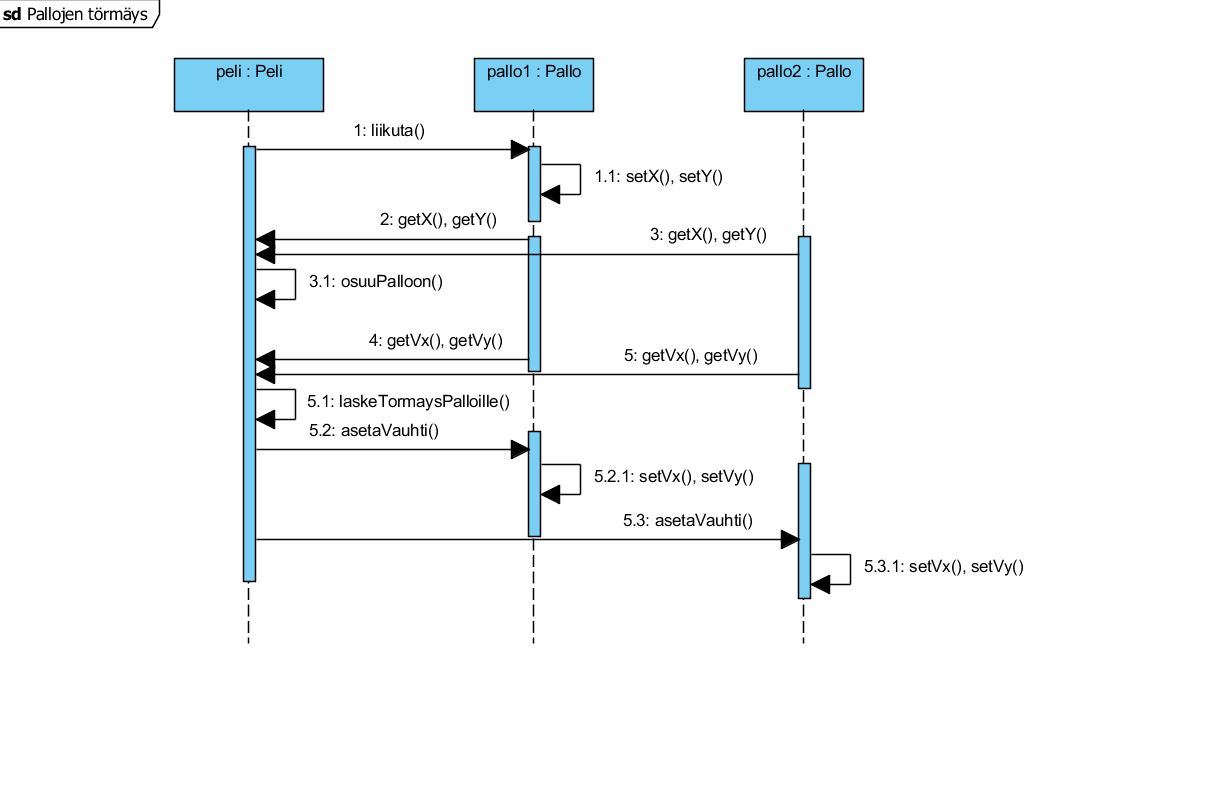 sd Pallojen törmäys
peli : Peli
pallo1 : Pallo
pallo2 : Pallo
1: liikuta()
1.1: setX(), setY()
2: getX(), getY()
3: getX(), getY()
3.1: osuuPalloon()
4: getVx(), getVy()
5: getVx(), getVy()
5.1: laskeTormaysPalloille()
5.2: asetaVauhti()
5.2.1: setVx(), setVy()
5.3: asetaVauhti()
5.3.1: setVx(), setVy()